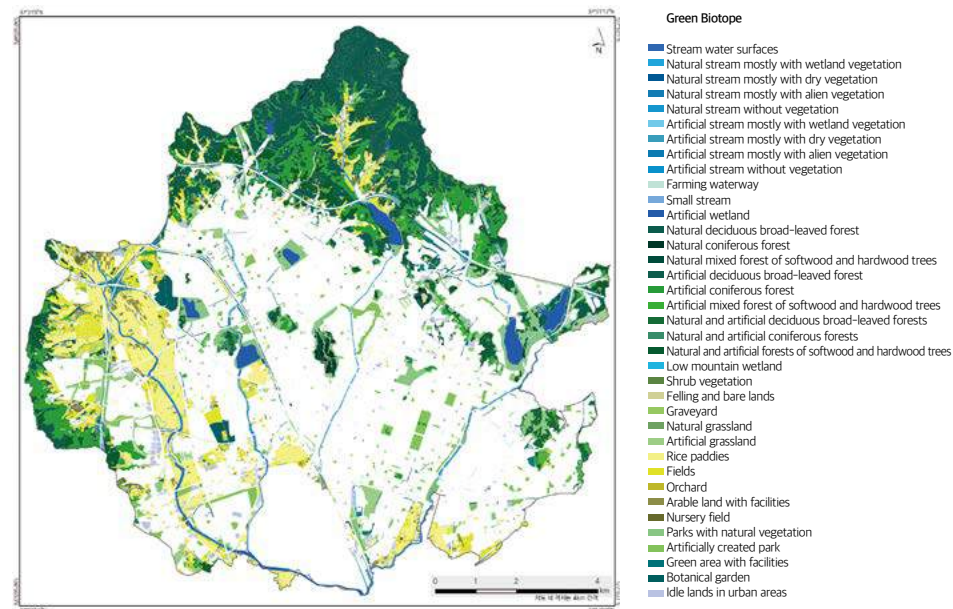 Green Biotope
N
Stream water surfaces
Natural stream mostly with wetland vegetation
Natural stream mostly with dry vegetation
Natural stream mostly with alien vegetation
Natural stream without vegetation
Artificial stream mostly with wetland vegetation
Artificial stream mostly with dry vegetation
Artificial stream mostly with alien vegetation
Artificial stream without vegetation
Farming waterway
Small stream
Artificial wetland
Natural deciduous broad-leaved forest
Natural coniferous forest
Natural mixed forest of softwood and hardwood trees
Artificial deciduous broad-leaved forest
Artificial coniferous forest
Artificial mixed forest of softwood and hardwood trees
Natural and artificial deciduous broad-leaved forests
Natural and artificial coniferous forests
Natural and artificial forests of softwood and hardwood trees
Low mountain wetland
Shrub vegetation
Felling and bare lands
Graveyard
Natural grassland
Artificial grassland
Rice paddies
Fields
Orchard
Arable land with facilities
Nursery field
Parks with natural vegetation
Artificially created park
Green area with facilities
Botanical garden
Idle lands in urban areas
0 1 2 4
km